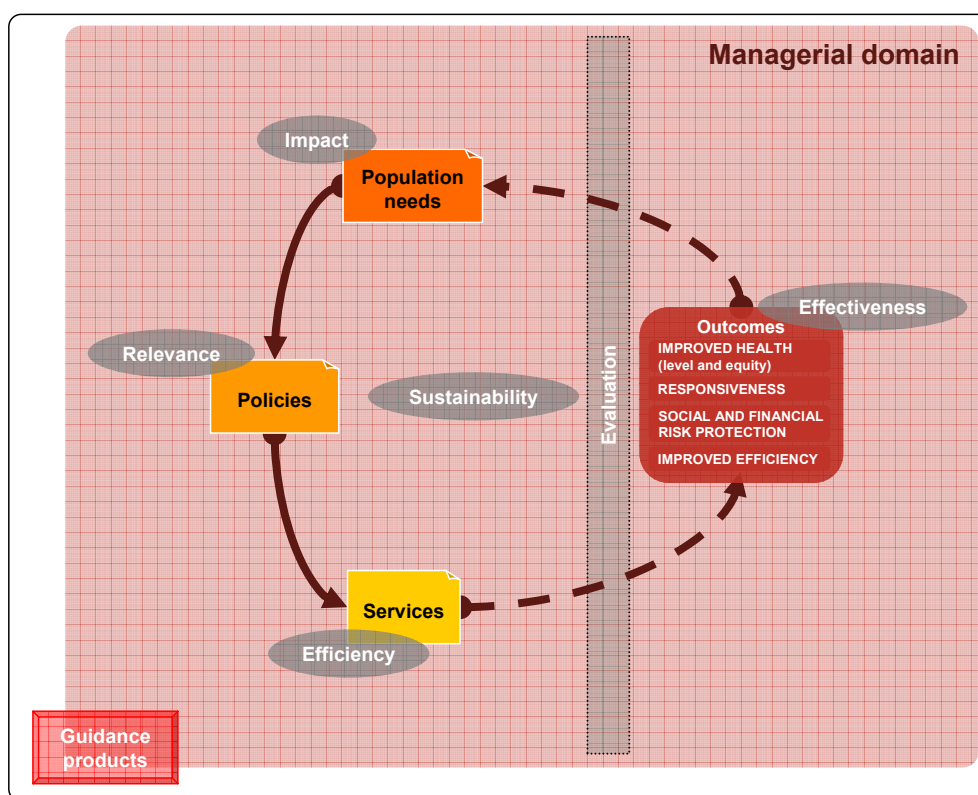 Managerial domain
Impact
Population
needs
Effectiveness
Outcomes
IMPROVED HEALTH
(level and equity)
RESPONSIVENESS
SOCIAL AND FINANCIAL
RISK PROTECTION
IMPROVED EFFICIENCY
Relevance
Policies
Sustainability
Evaluation
Services
Efficiency
Guidance
products